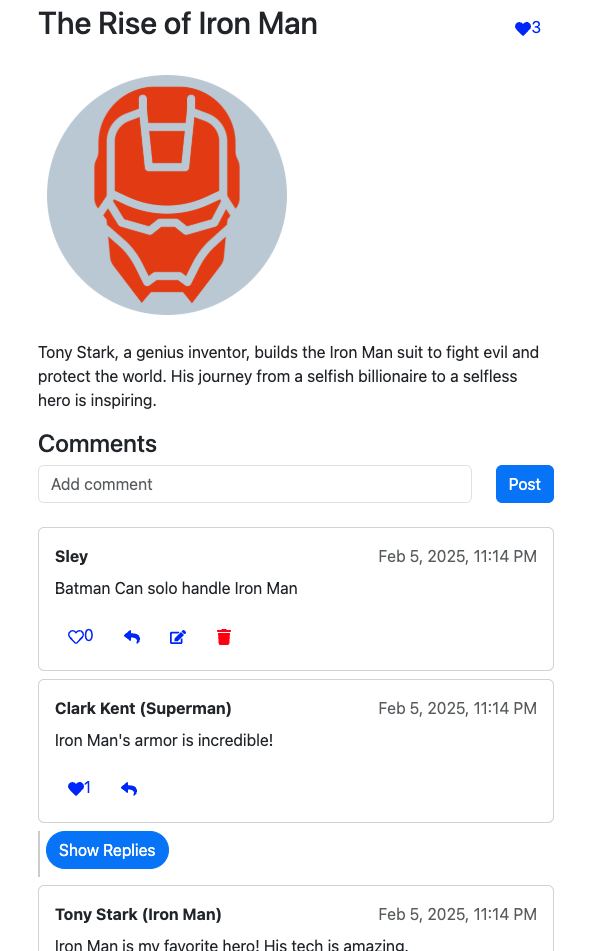 The Rise of Iron Man
3
Tony Stark, a genius inventor, builds the Iron Man suit to fight evil and
protect the world. His journey from a selfish billionaire to a selfless
hero is inspiring.
Comments
Add comment
Post
Sley
Feb 5, 2025, 11:14 PM
Batman Can solo handle Iron Man
0
Clark Kent (Superman)
Feb 5, 2025, 11:14 PM
Iron Man's armor is incredible!
1
Show Replies
Tony Stark (Iron Man)
Feb 5, 2025, 11:14 PM
Iron Man is my favorite hero! His tech is amazing.